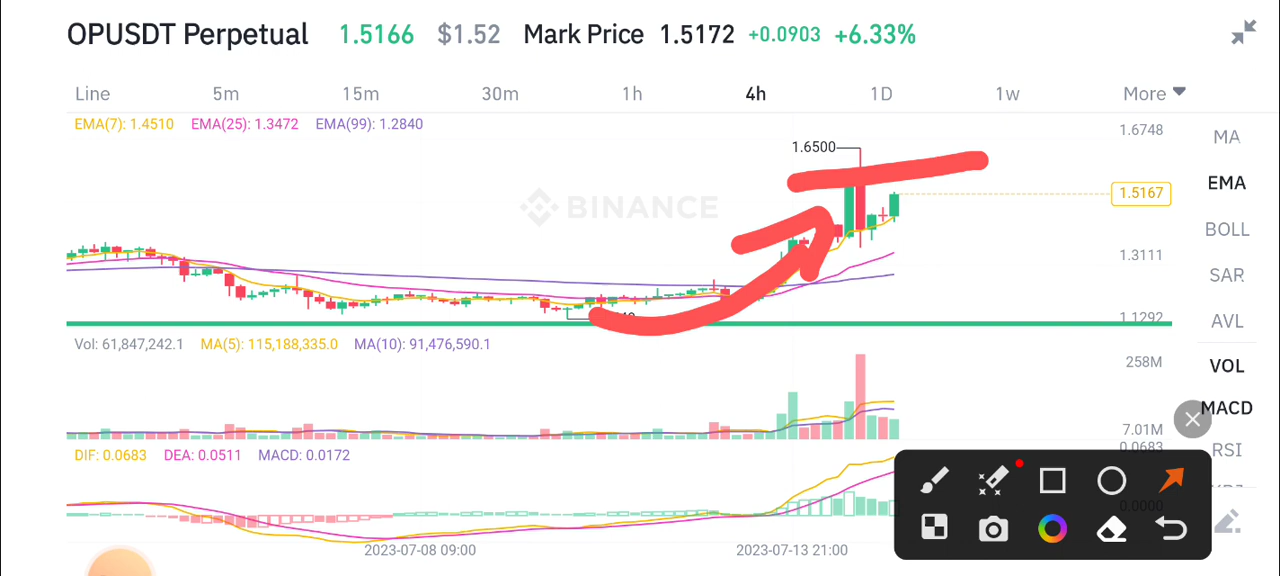 OPUSDT Perpetual 1.5166 $1.52 Mark Price 1.5172 +0.0903 +6.33%
Line 5m 15m 30m 1h 4h 1D 1w More
EMA(7): 1.4510 EMA(25): 1.3472 EMA(99): 1.2840
1.6748
MA
1.6500
EMA
1.5167
BINANCE
BOLL
1.3111
SAR
1.1292
AVL
Vol: 61,847,242.1 MA(5): 115,188,335.0 MA(10): 91,476,590.1
258M
VOL
MACD
7.01M
0.0683
RSI
DIF: 0.0683 DEA: 0.0511 MACD: 0.0172
0.0000
2023-07-08 09:00 2023-07-13 21:00